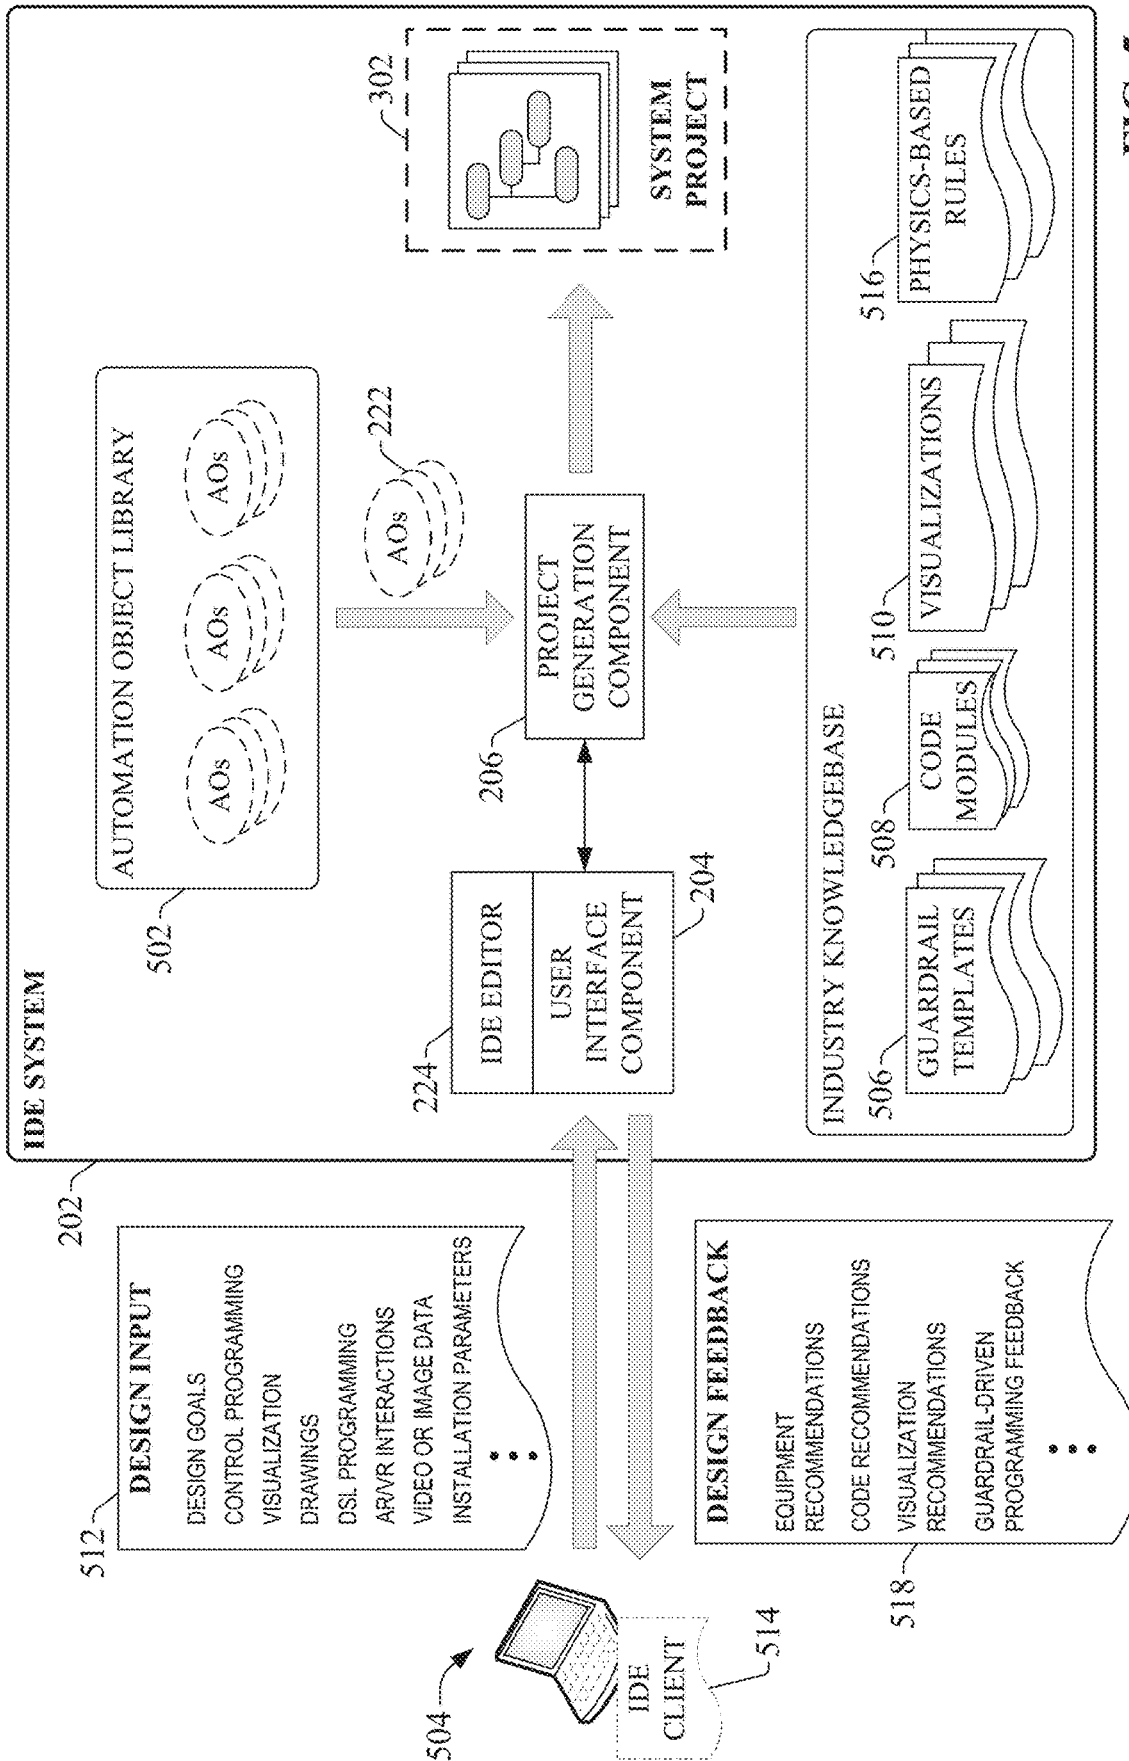 IDE SYSTEM
202
AUTOMATION OBJECT LIBRARY
AOs
AOs
AOs
502
AOs
222
302
SYSTEM
PROJECT
224
IDE EDITOR
USER
INTERFACE
COMPONENT
204
206
PROJECT
GENERATION
COMPONENT
INDUSTRY KNOWLEDGEBASE
506
GUARDRAIL
TEMPLATES
508
CODE
MODULES
510
VISUALIZATIONS
516
PHYSICS-BASED
RULES
512
DESIGN INPUT
DESIGN GOALS
CONTROL PROGRAMMING
VISUALIZATION
DRAWINGS
DSL PROGRAMMING
AR/VR INTERACTIONS
VIDEO OR IMAGE DATA
INSTALLATION PARAMETERS
504
IDE
CLIENT
514
DESIGN FEEDBACK
EQUIPMENT
RECOMMENDATIONS
CODE RECOMMENDATIONS
VISUALIZATION
RECOMMENDATIONS
GUARDRAIL-DRIVEN
PROGRAMMING FEEDBACK
518